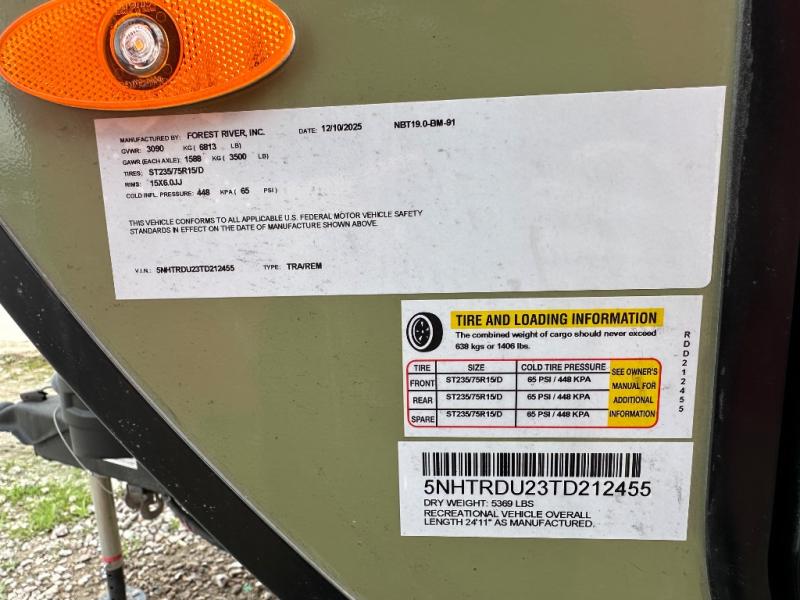 MANUFACTURED BY: FOREST RIVER, INC. DATE: 12/10/2025 NBT19.0-BM-91
GVWR: 3090 KG ( 6813 LB)
GAWR (EACH AXLE): 1588 KG ( 3500 LB)
TIRES: ST235/75R15/D
RIMS: 15X6.0JJ
COLD INFL. PRESSURE: 448 KPA ( 65 PSI )
THIS VEHICLE CONFORMS TO ALL APPLICABLE U.S. FEDERAL MOTOR VEHICLE SAFETY
STANDARDS IN EFFECT ON THE DATE OF MANUFACTURE SHOWN ABOVE.
V.I.N.: 5NHTRDU23TD212455 TYPE: TRA/REM
TIRE AND LOADING INFORMATION
The combined weight of cargo should never exceed
638 kgs or 1406 lbs.
TIRE SIZE COLD TIRE PRESSURE SEE OWNER'S
FRONT ST235/75R15/D 65 PSI / 448 KPA MANUAL FOR
REAR ST235/75R15/D 65 PSI / 448 KPA ADDITIONAL
SPARE ST235/75R15/D 65 PSI / 448 KPA INFORMATION
RDD212455
5NHTRDU23TD212455
DRY WEIGHT: 5369 LBS
RECREATIONAL VEHICLE OVERALL
LENGTH 24'11" AS MANUFACTURED.